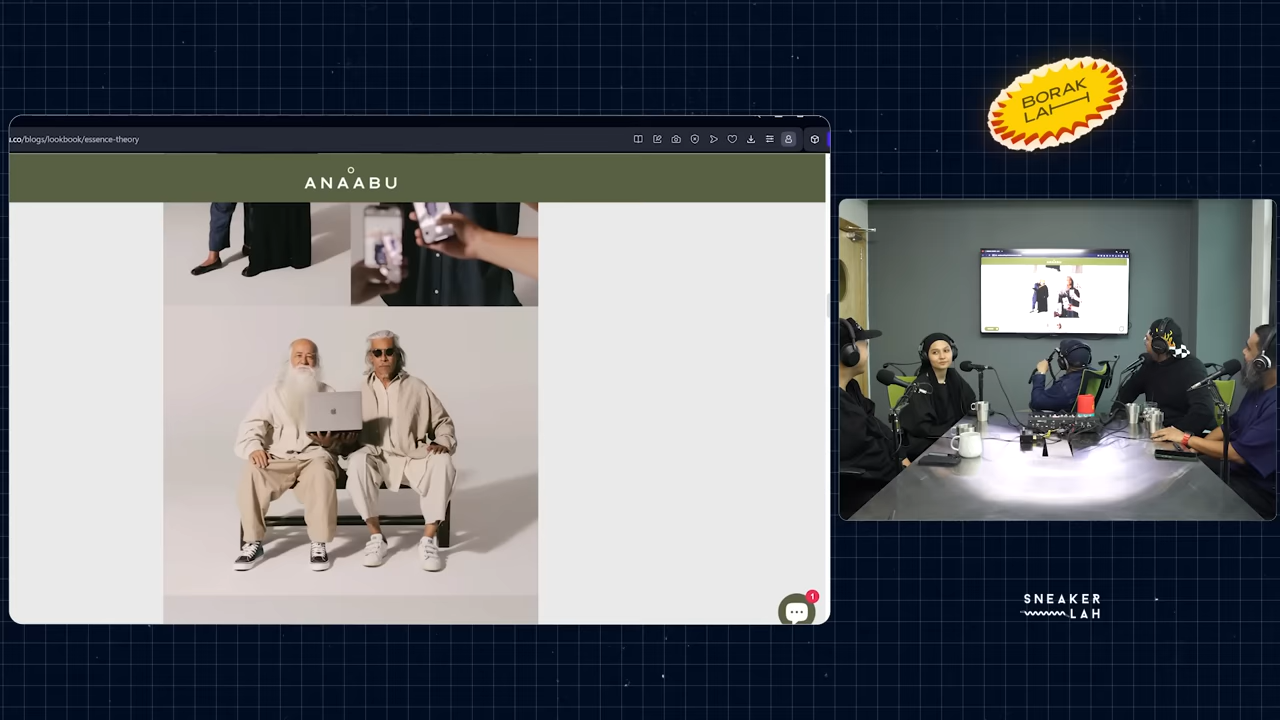 u.co/blogs/lookbook/essence-theory
ANAABU
1
BORAK
LAH
SNEAKER
LAH